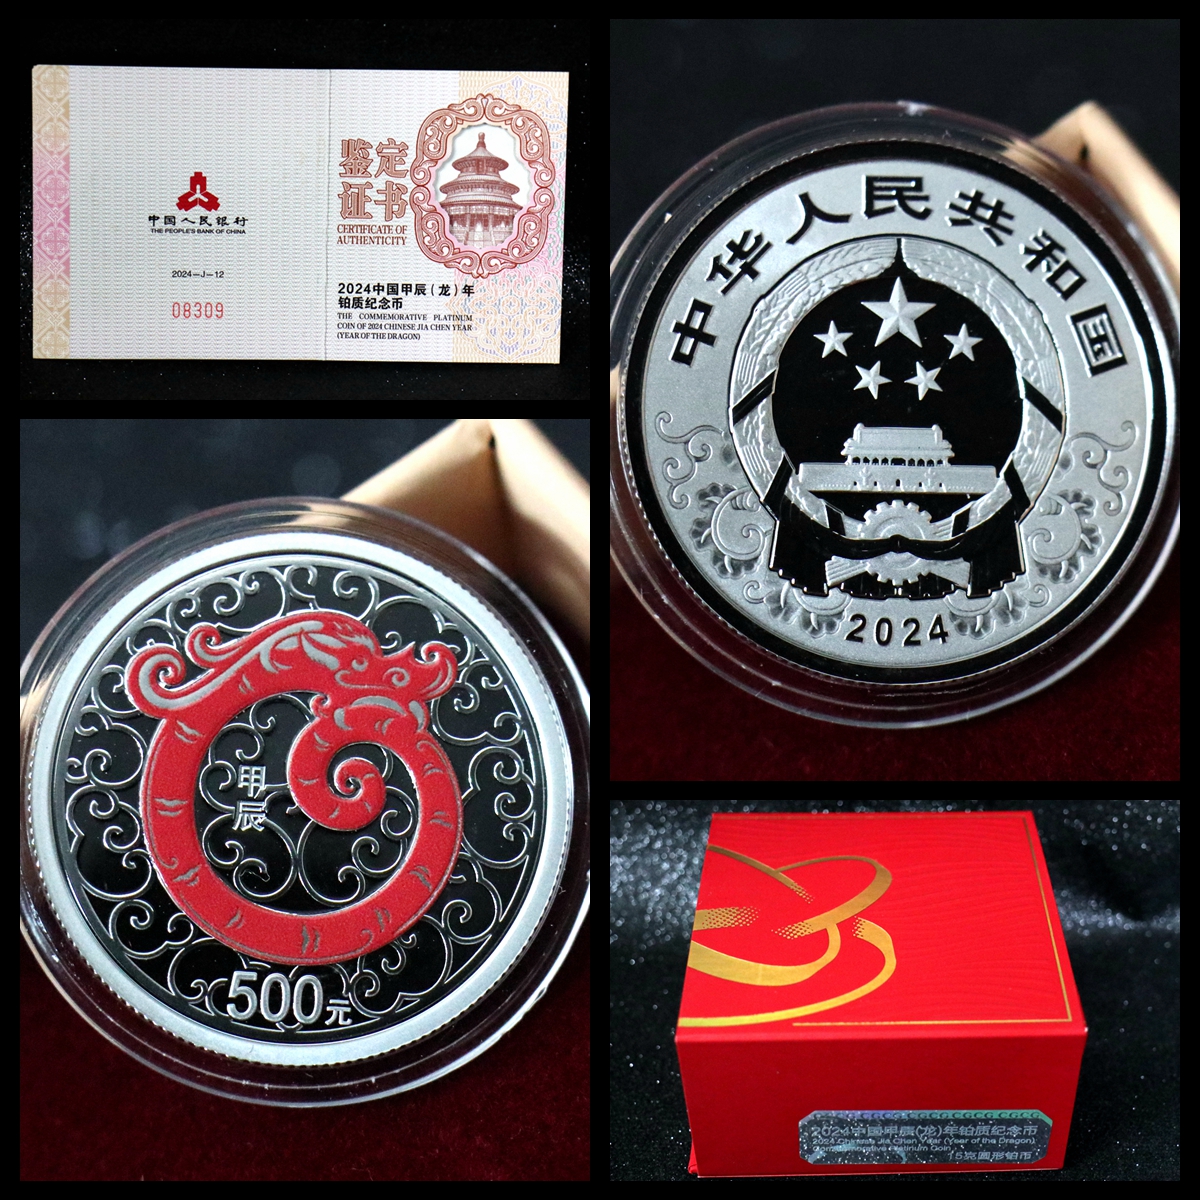 中国人民银行
THE PEOPLE'S BANK OF CHINA
2024-J-12
08309
鉴定
证书
CERTIFICATE OF
AUTHENTICITY
2024中国甲辰(龙)年
铂质纪念币
THE COMMEMORATIVE PLATINUM
COIN OF 2024 CHINESE JIA CHEN YEAR
(YEAR OF THE DRAGON)
中华人民共和国
2024
甲辰
500元
2024中国甲辰(龙)年铂质纪念币
2024 Chinese Jia Chen Year (Year of the Dragon)
Commemorative Platinum Coin
15克圆形铂币